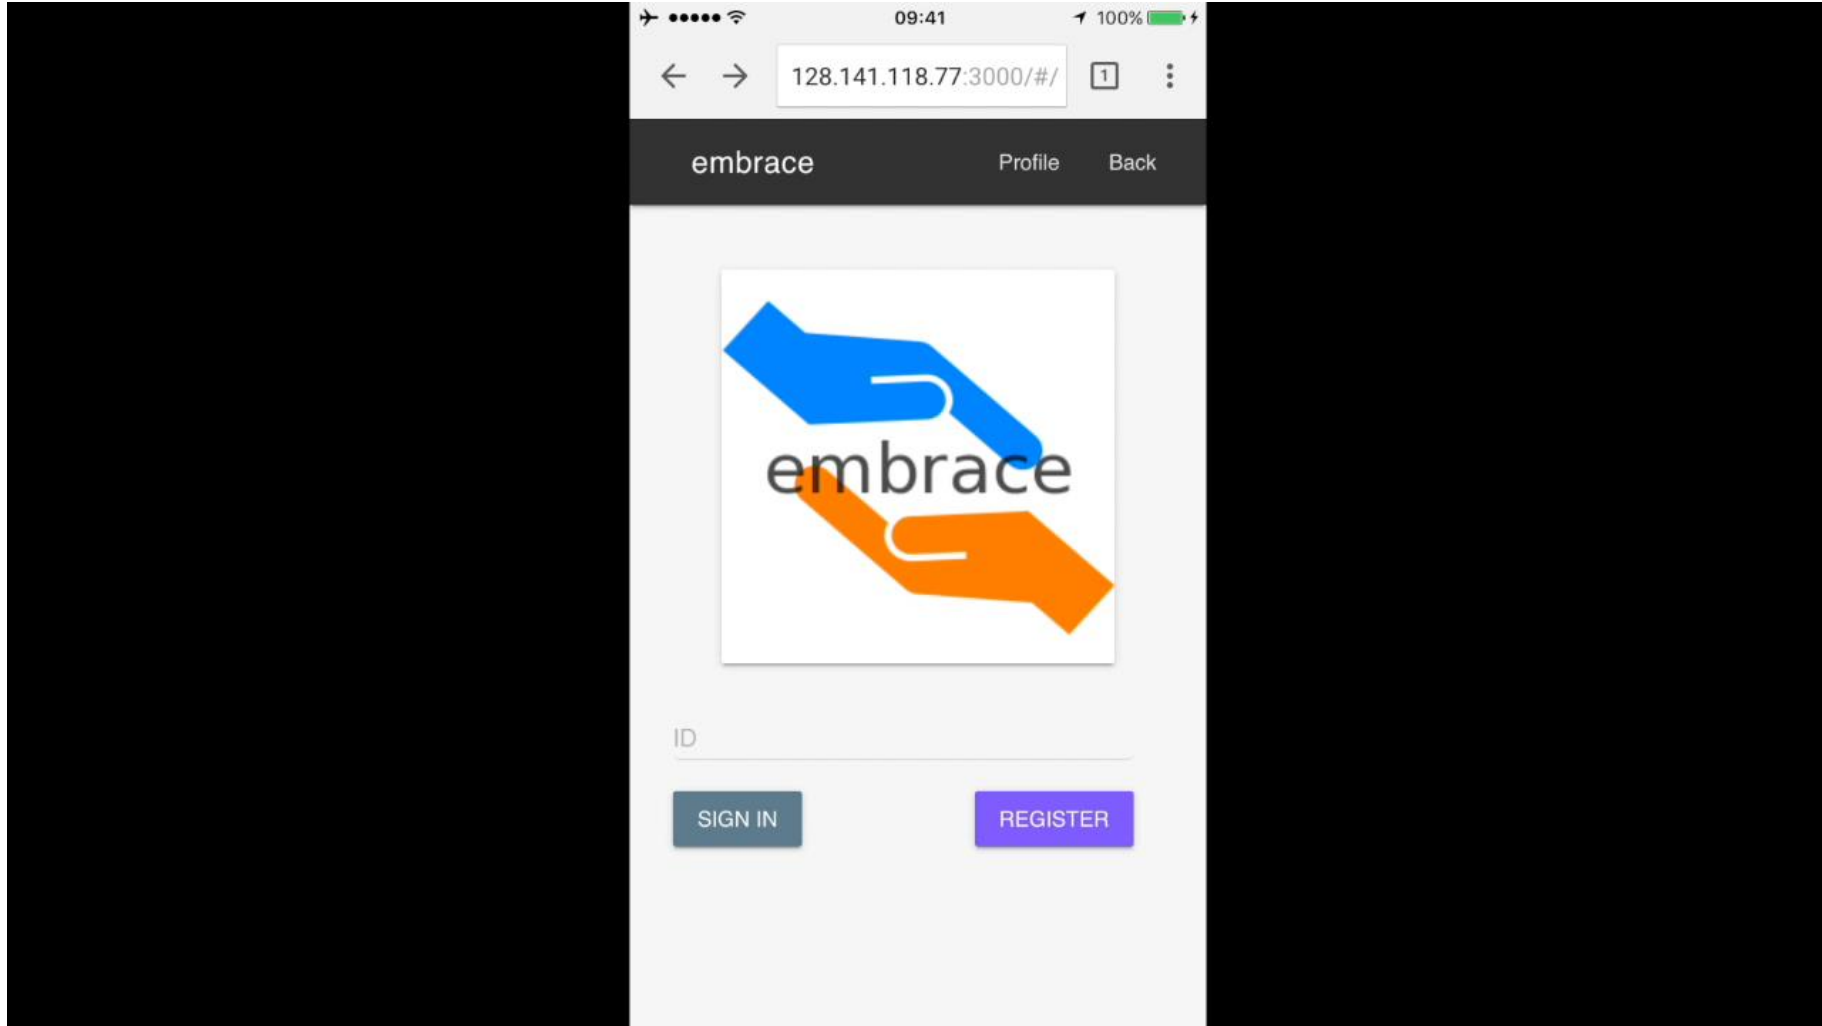 09:41
100%
128.141.118.77:3000/#/
1
embrace Profile Back
embrace
ID
SIGN IN REGISTER